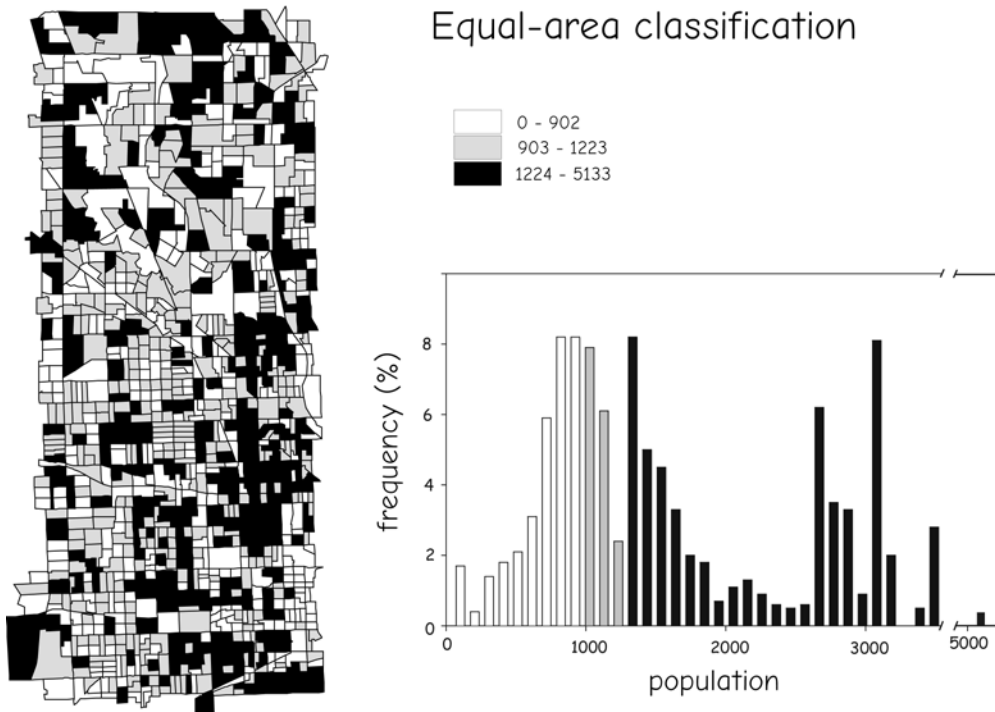 Equal-area classification
0 - 902
903 - 1223
1224 - 5133
frequency (%)
8
6
4
2
0
0 1000 2000 3000 5000
population